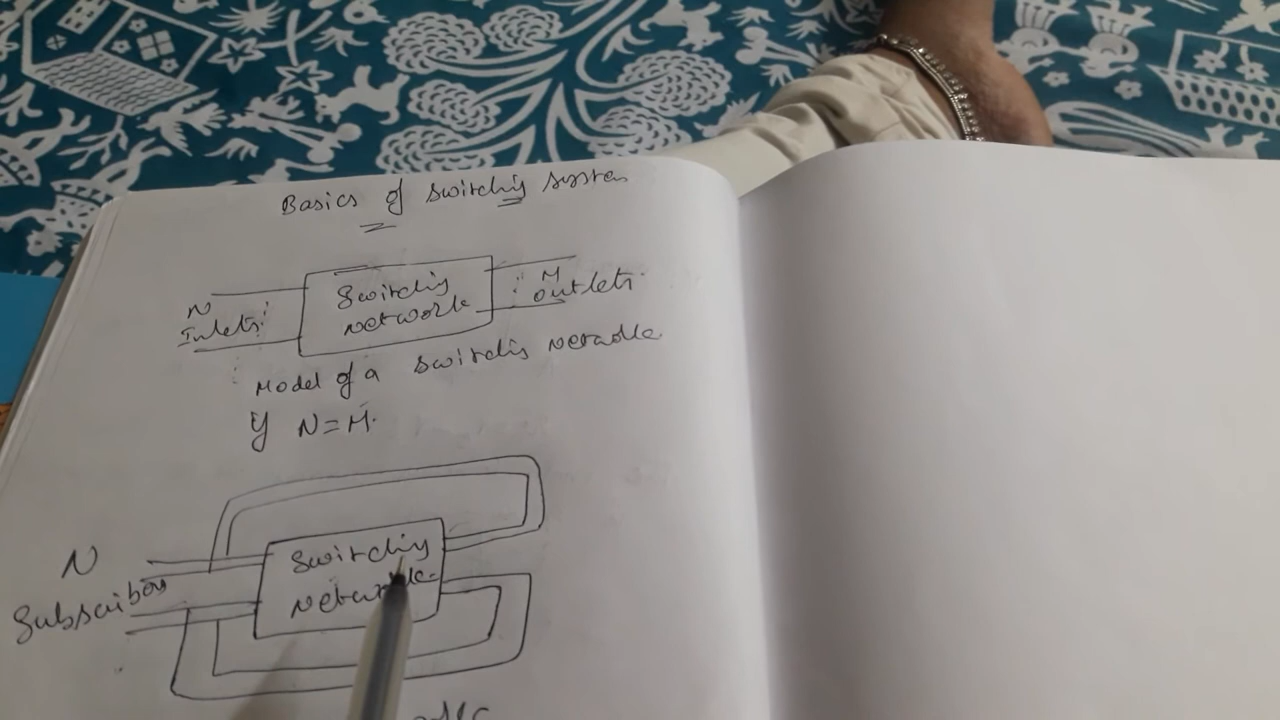 Basics of Switching System
N
Inlets
Switching
network
M
outlets
Model of a Switching network
If N=M.
N
Subscribers
Switching
Network